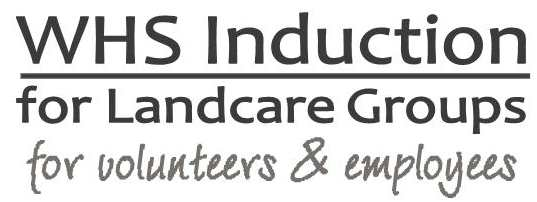 WHS Induction
for Landcare Groups
for volunteers & employees